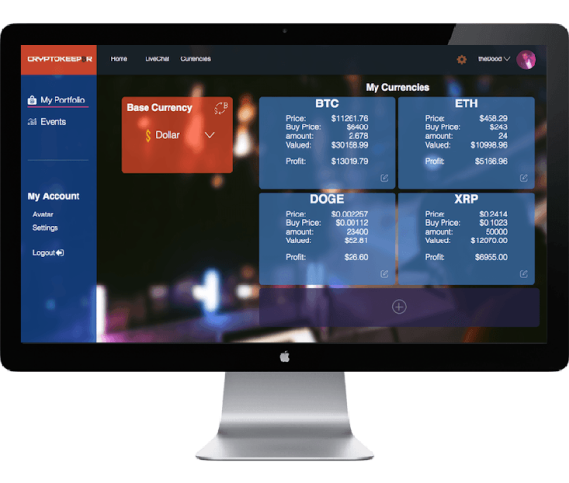 CRYPTOKEEPER
Home LiveChat Currencies
theDood
My Portfolio
Events
My Account
Avatar
Settings
Logout
Base Currency
$ Dollar
My Currencies
BTC
Price: $11261.76
Buy Price: $6400
amount: 2.678
Valued: $30158.99
Profit: $13019.79
ETH
Price: $458.29
Buy Price: $243
amount: 24
Valued: $10998.96
Profit: $5166.96
DOGE
Price: $0.002257
Buy Price: $0.00112
amount: 23400
Valued: $52.81
Profit: $26.60
XRP
Price: $0.2414
Buy Price: $0.1023
amount: 50000
Valued: $12070.00
Profit: $6955.00